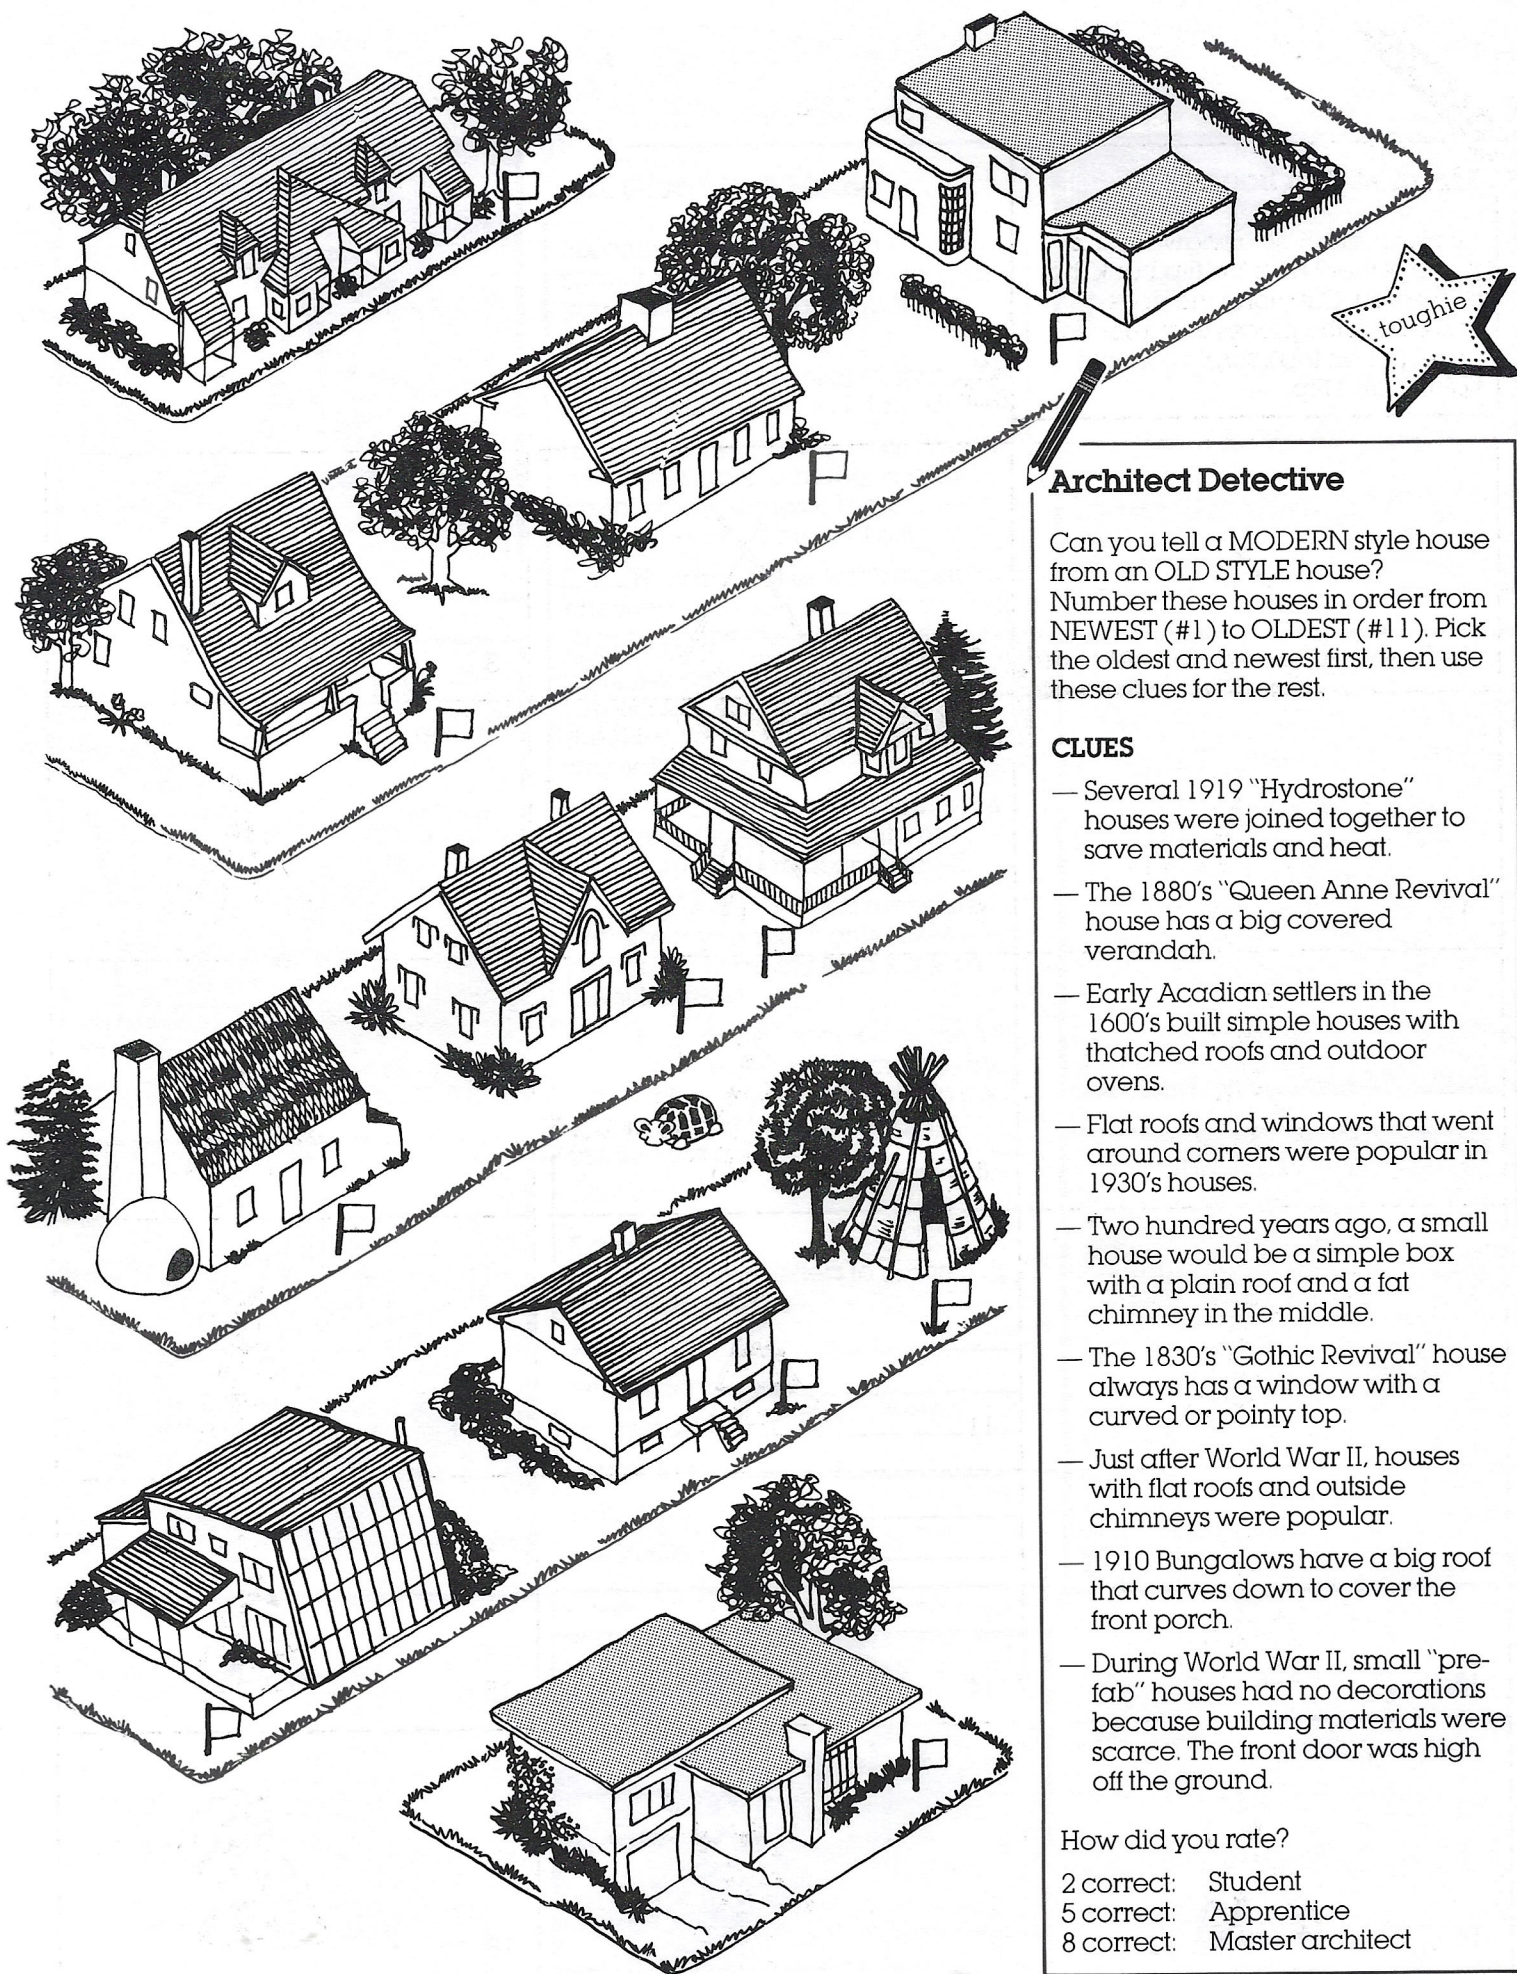 toughie
Architect Detective
Can you tell a MODERN style house
from an OLD STYLE house?
Number these houses in order from
NEWEST (#1) to OLDEST (#11). Pick
the oldest and newest first, then use
these clues for the rest.
CLUES
— Several 1919 "Hydrostone"
houses were joined together to
save materials and heat.
— The 1880's "Queen Anne Revival"
house has a big covered
verandah.
— Early Acadian settlers in the
1600's built simple houses with
thatched roofs and outdoor
ovens.
— Flat roofs and windows that went
around corners were popular in
1930's houses.
— Two hundred years ago, a small
house would be a simple box
with a plain roof and a fat
chimney in the middle.
— The 1830's "Gothic Revival" house
always has a window with a
curved or pointy top.
— Just after World War II, houses
with flat roofs and outside
chimneys were popular.
— 1910 Bungalows have a big roof
that curves down to cover the
front porch.
— During World War II, small "pre-
fab" houses had no decorations
because building materials were
scarce. The front door was high
off the ground.
How did you rate?
2 correct: Student
5 correct: Apprentice
8 correct: Master architect